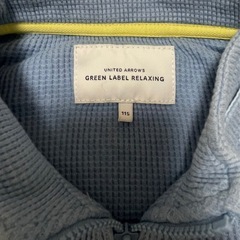 UNITED ARROWS
GREEN LABEL RELAXING
115